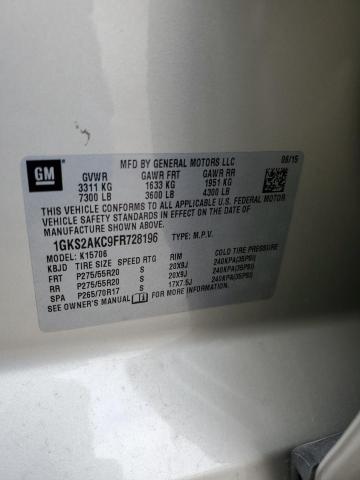 GM
MFD BY GENERAL MOTORS LLC
08/15
GVWR GAWR FRT GAWR RR
3311 KG 1633 KG 1951 KG
7300 LB 3600 LB 4300 LB
THIS VEHICLE CONFORMS TO ALL APPLICABLE U.S. FEDERAL MOTOR
VEHICLE SAFETY STANDARDS IN EFFECT ON THE DATE OF
MANUFACTURE SHOWN ABOVE.
1GKS2AKC9FR728196 TYPE: M.P.V.
MODEL: K15706
KBJD TIRE SIZE SPEED RTG RIM COLD TIRE PRESSURE
FRT P275/55R20 S 20X9J 240KPA(35PSI)
RR P275/55R20 S 20X9J 240KPA(35PSI)
SPA P265/70R17 S 17X7.5J 240KPA(35PSI)
SEE OWNER'S MANUAL FOR MORE INFORMATION.